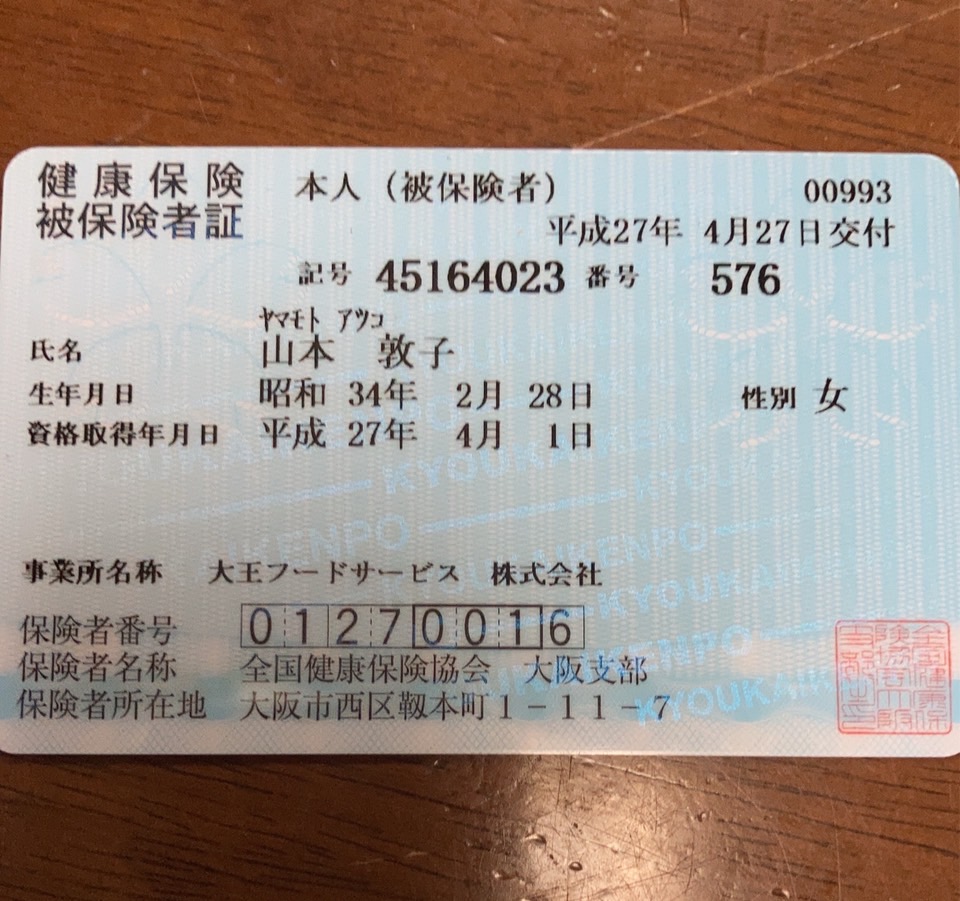 健康保険 本人（被保険者） 00993
被保険者証 平成27年 4月27日交付
記号 45164023 番号 576
ﾔﾏﾓﾄ ｱﾂｺ
氏名 山本 敦子
生年月日 昭和 34年 2月 28日 性別 女
資格取得年月日 平成 27年 4月 1日
事業所名称 大王フードサービス 株式会社
保険者番号 01270016
保険者名称 全国健康保険協会 大阪支部
保険者所在地 大阪市西区靱本町1－11－7
KYOUKAIKENPO